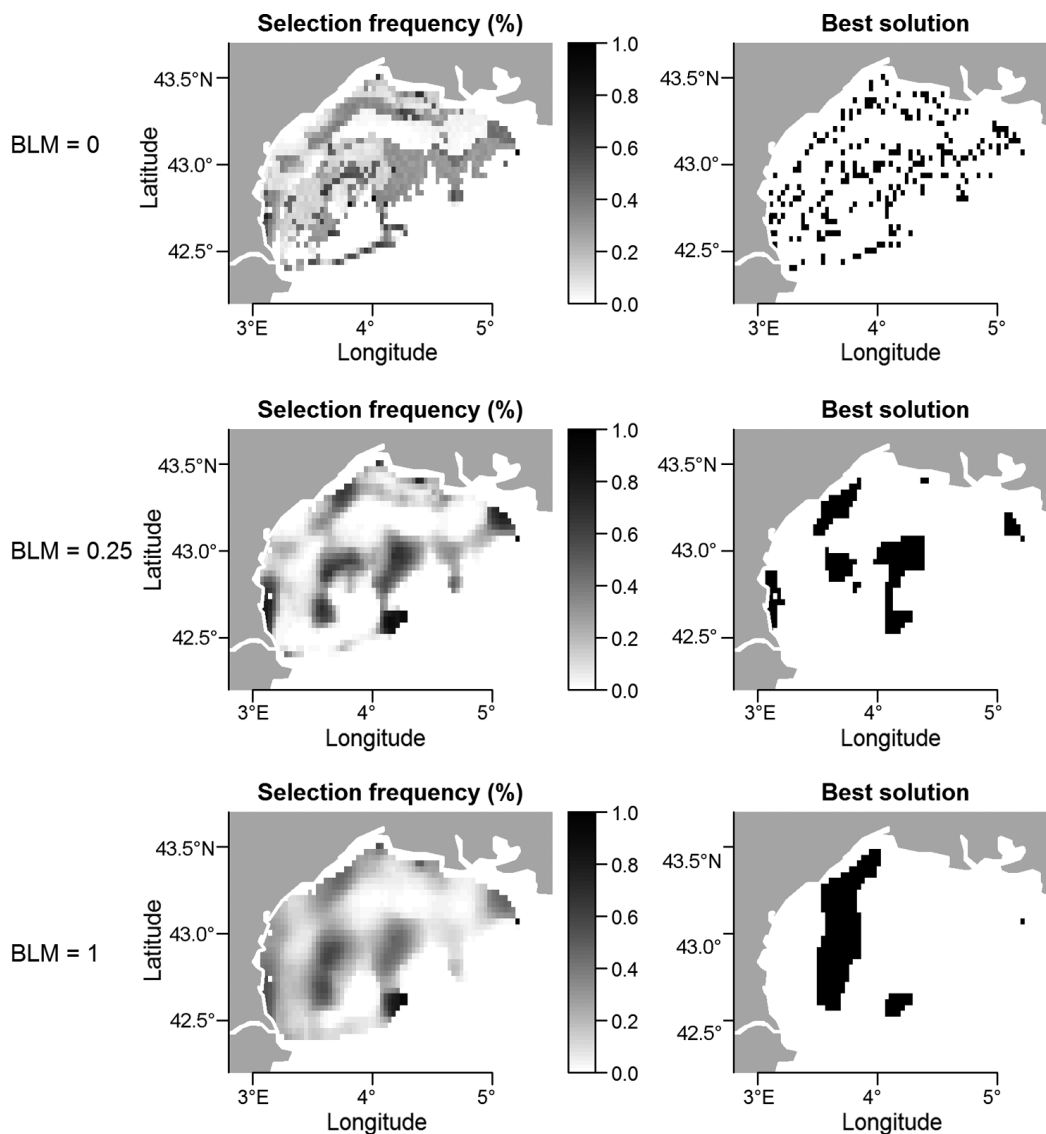 Selection frequency (%)
Best solution
BLM = 0
Latitude
43.5°N
43.0°
42.5°
1.0
0.8
0.6
0.4
0.2
0.0
43.5°N
43.0°
42.5°
3°E
4°
5°
Longitude
3°E
4°
5°
Longitude
Selection frequency (%)
Best solution
BLM = 0.25
Latitude
43.5°N
43.0°
42.5°
1.0
0.8
0.6
0.4
0.2
0.0
43.5°N
43.0°
42.5°
3°E
4°
5°
Longitude
3°E
4°
5°
Longitude
Selection frequency (%)
Best solution
BLM = 1
Latitude
43.5°N
43.0°
42.5°
1.0
0.8
0.6
0.4
0.2
0.0
43.5°N
43.0°
42.5°
3°E
4°
5°
Longitude
3°E
4°
5°
Longitude